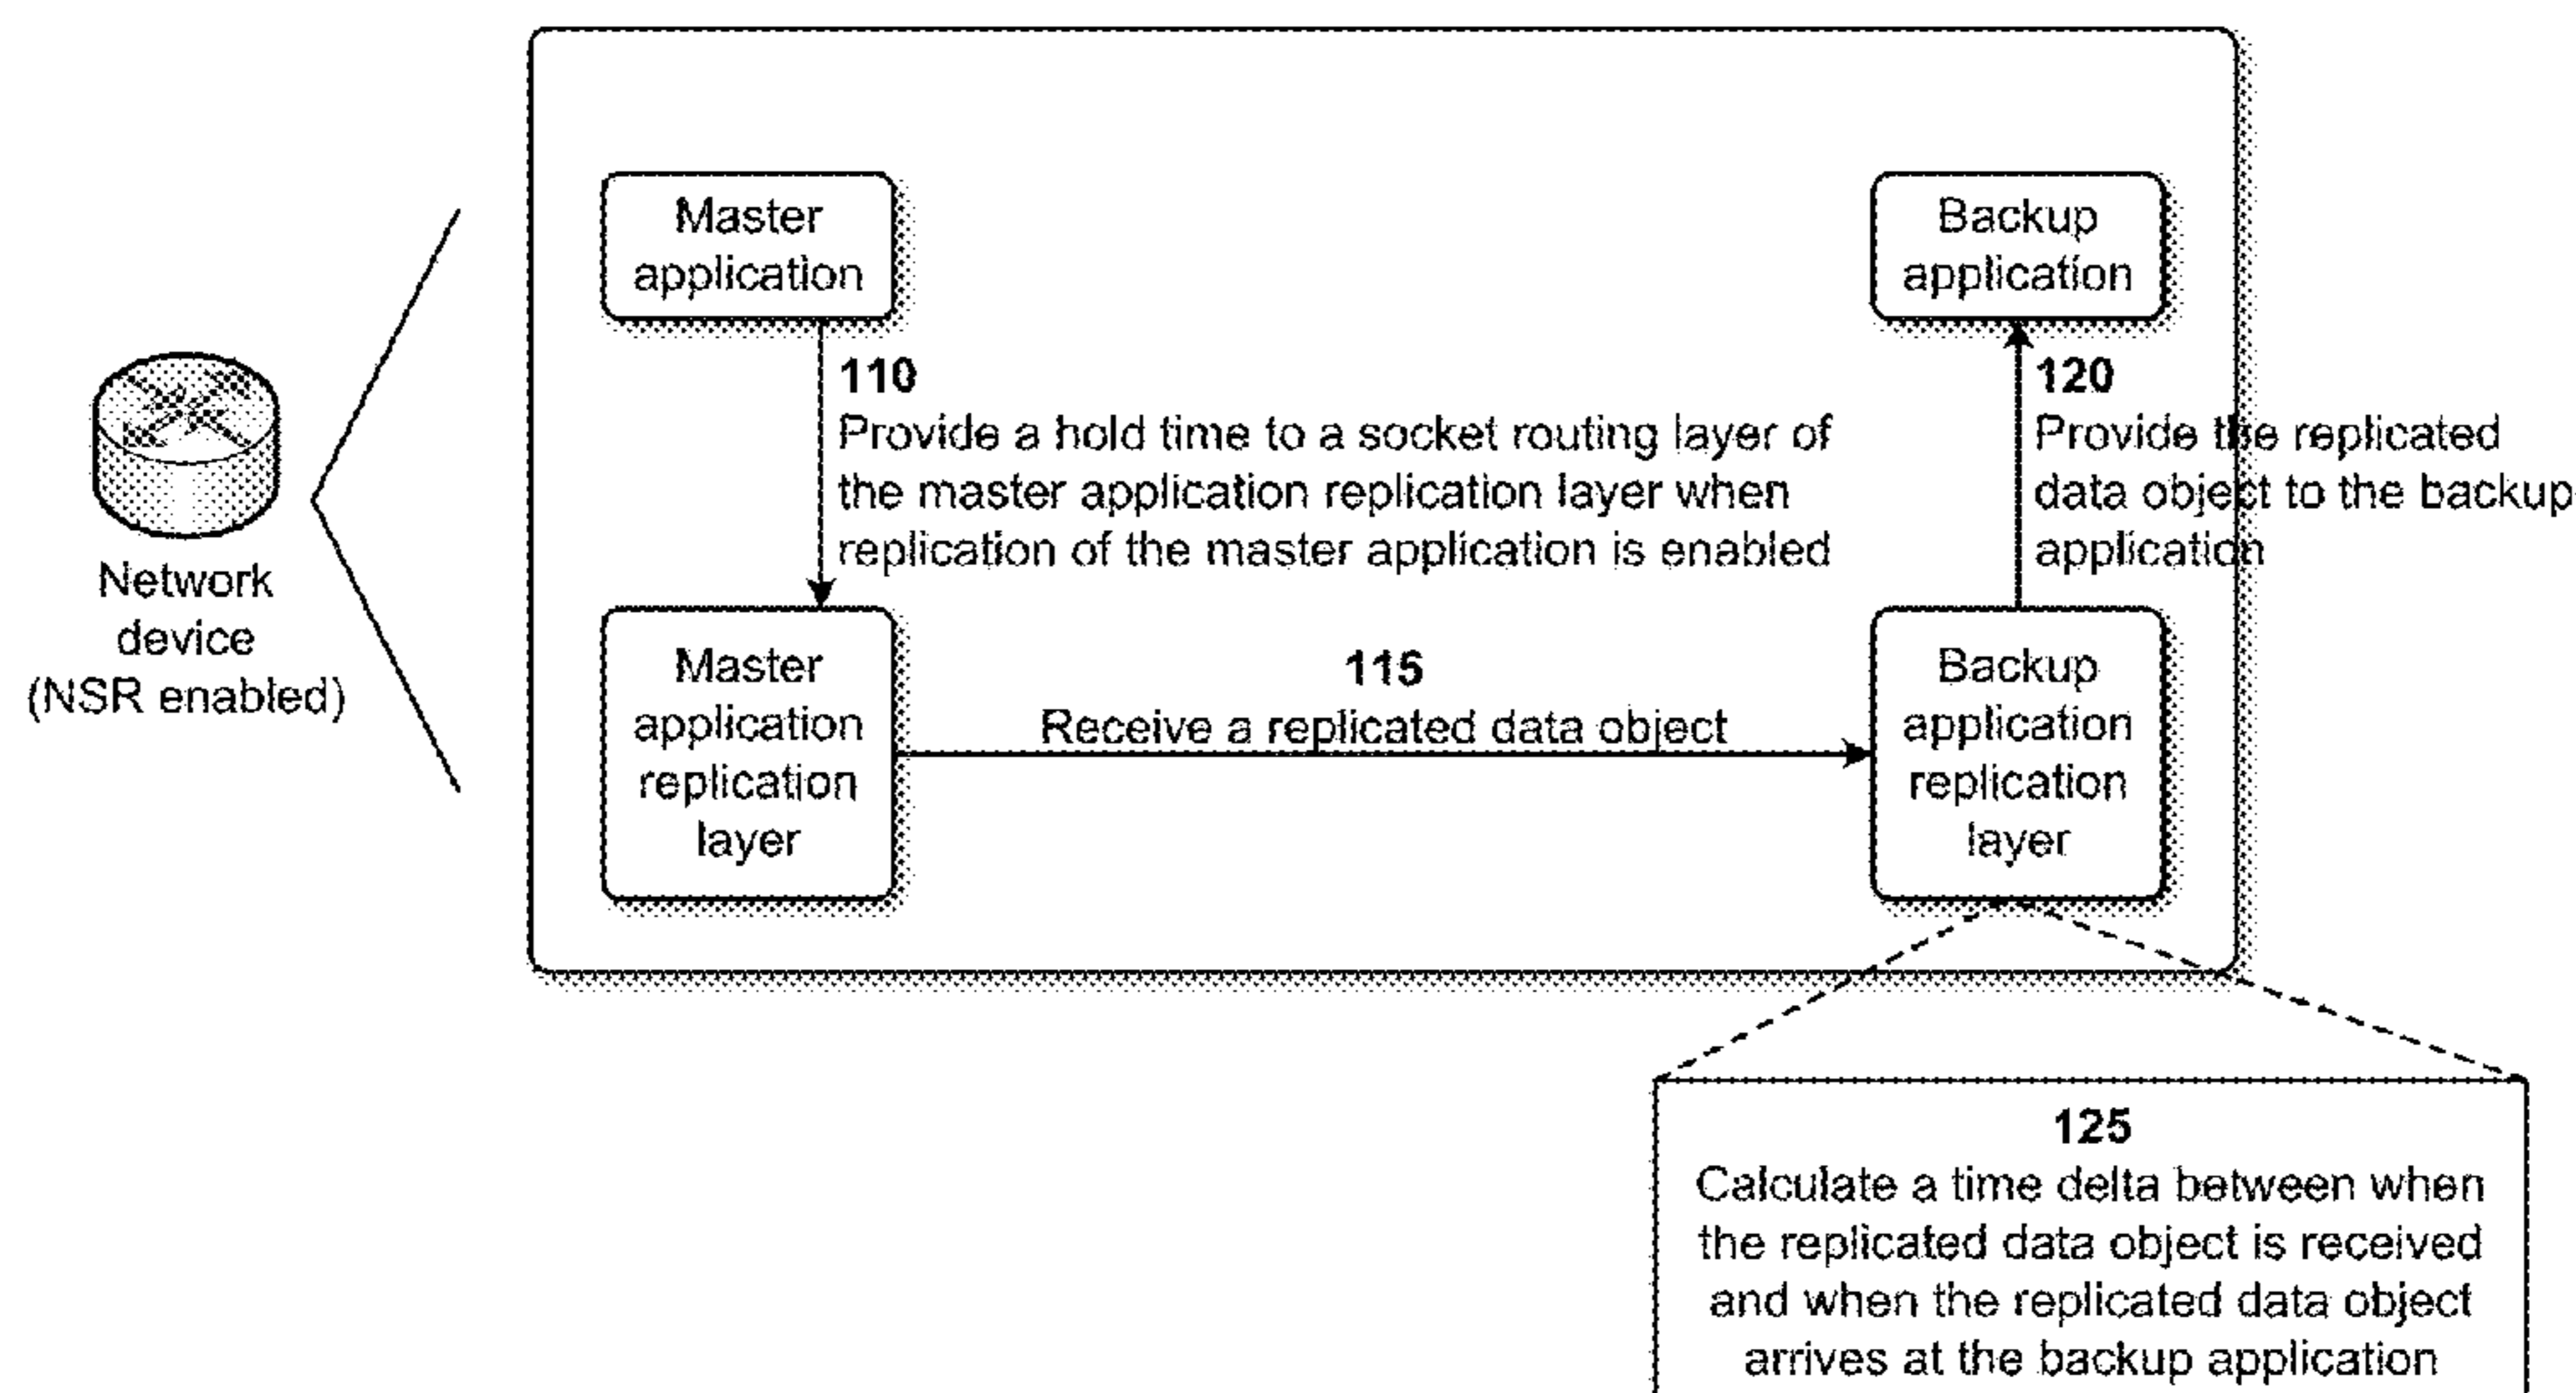 Master
application
Backup
application
110
Provide a hold time to a socket routing layer of
the master application replication layer when
replication of the master application is enabled
120
Provide the replicated
data object to the backup
application
Network
device
(NSR enabled)
Master
application
replication
layer
115
Receive a replicated data object
Backup
application
replication
layer
125
Calculate a time delta between when
the replicated data object is received
and when the replicated data object
arrives at the backup application